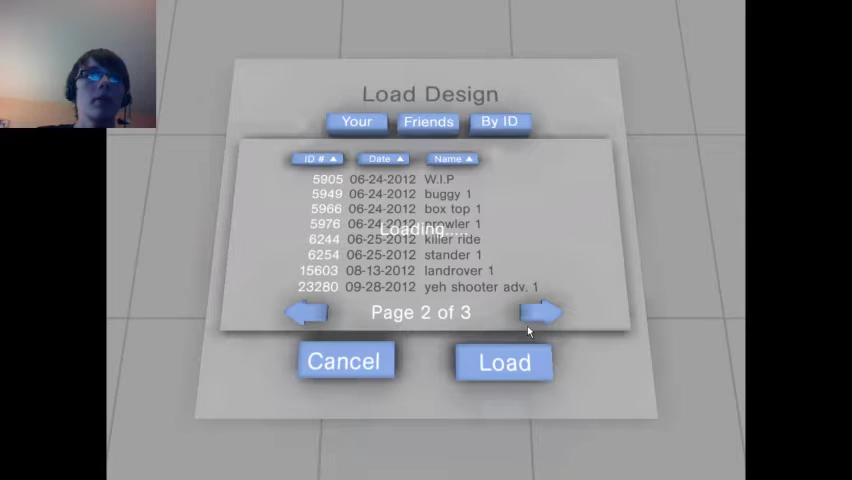 Load Design
Your Friends By ID
ID # Date Name
5905 06-24-2012 W.I.P
5949 06-24-2012 buggy 1
5966 06-24-2012 box top 1
5976 06-24-2012 prowler 1
Loading.....
6244 06-25-2012 killer ride
6254 06-25-2012 stander 1
15603 08-13-2012 landrover 1
23280 09-28-2012 yeh shooter adv. 1
Page 2 of 3
Cancel Load